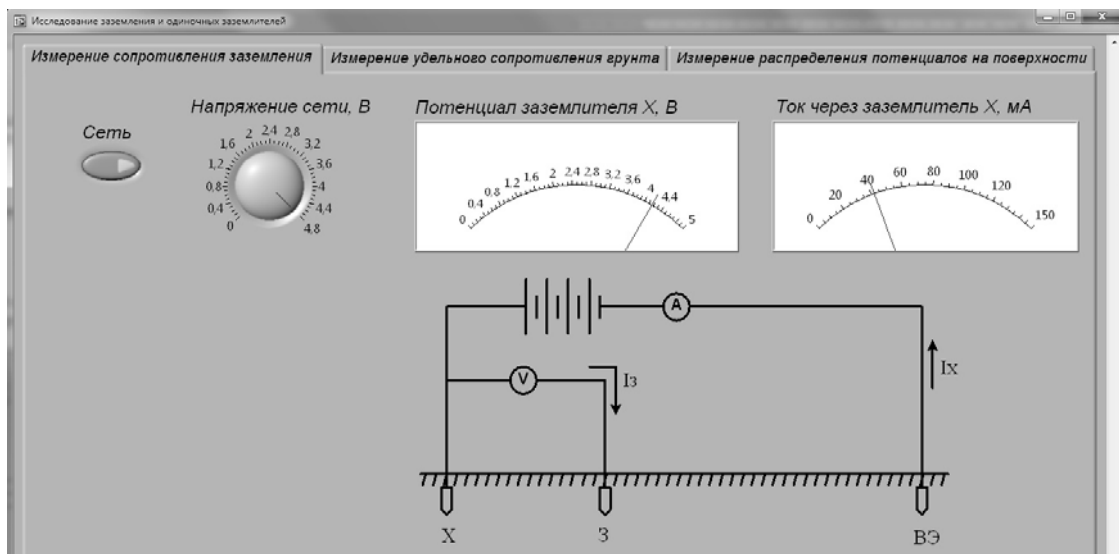 Исследование заземления и одиночных заземлителей
Измерение сопротивления заземления
Измерение удельного сопротивления грунта
Измерение распределения потенциалов на поверхности
Сеть
Напряжение сети, В
0 0,4 0,8 1,2 1,6 2 2,4 2,8 3,2 3,6 4 4,4 4,8
Потенциал заземлителя X, В
0 0.4 0.8 1.2 1.6 2 2.4 2.8 3.2 3.6 4 4.4 5
Ток через заземлитель X, мА
0 20 40 60 80 100 120 150
A
V
Iз
Iх
X
З
ВЭ